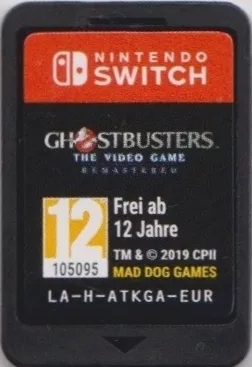 NINTENDO
SWITCH
GHOSTBUSTERS
THE VIDEO GAME
REMASTERED
12
105095
Frei ab
12 Jahre
TM & © 2019 CPII
MAD DOG GAMES
LA-H-ATKGA-EUR